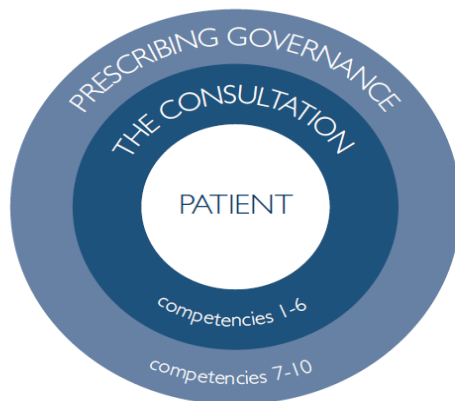 PRESCRIBING GOVERNANCE
THE CONSULTATION
PATIENT
competencies 1-6
competencies 7-10